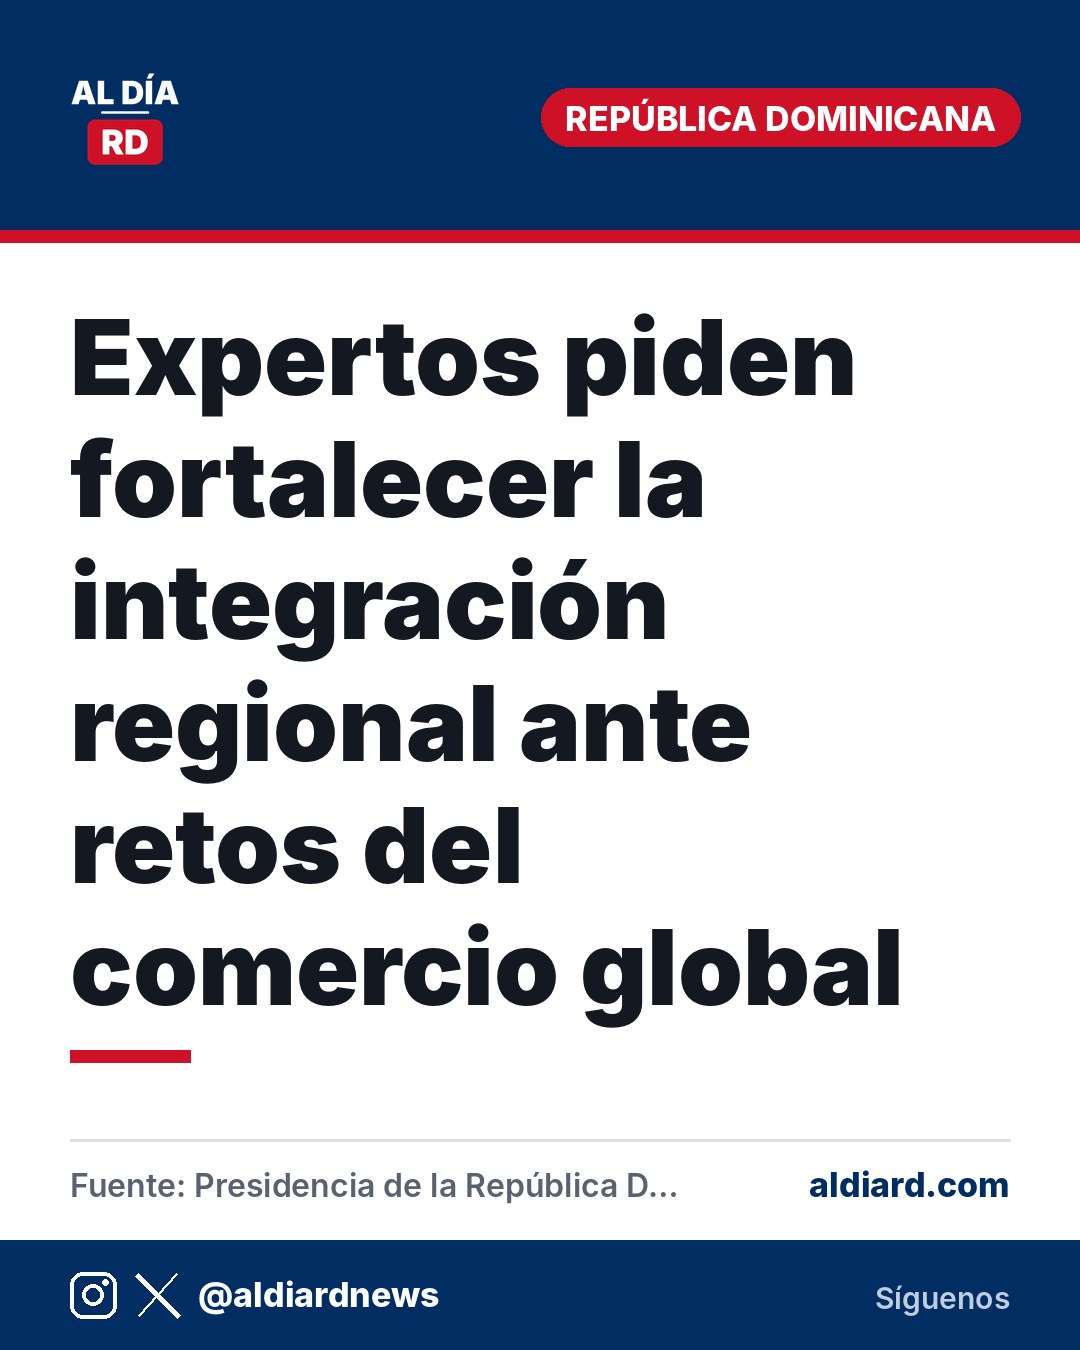 AL DÍA
RD
REPÚBLICA DOMINICANA
Expertos piden
fortalecer la
integración
regional ante
retos del
comercio global
Fuente: Presidencia de la República D...
aldiard.com
@aldiardnews
Síguenos